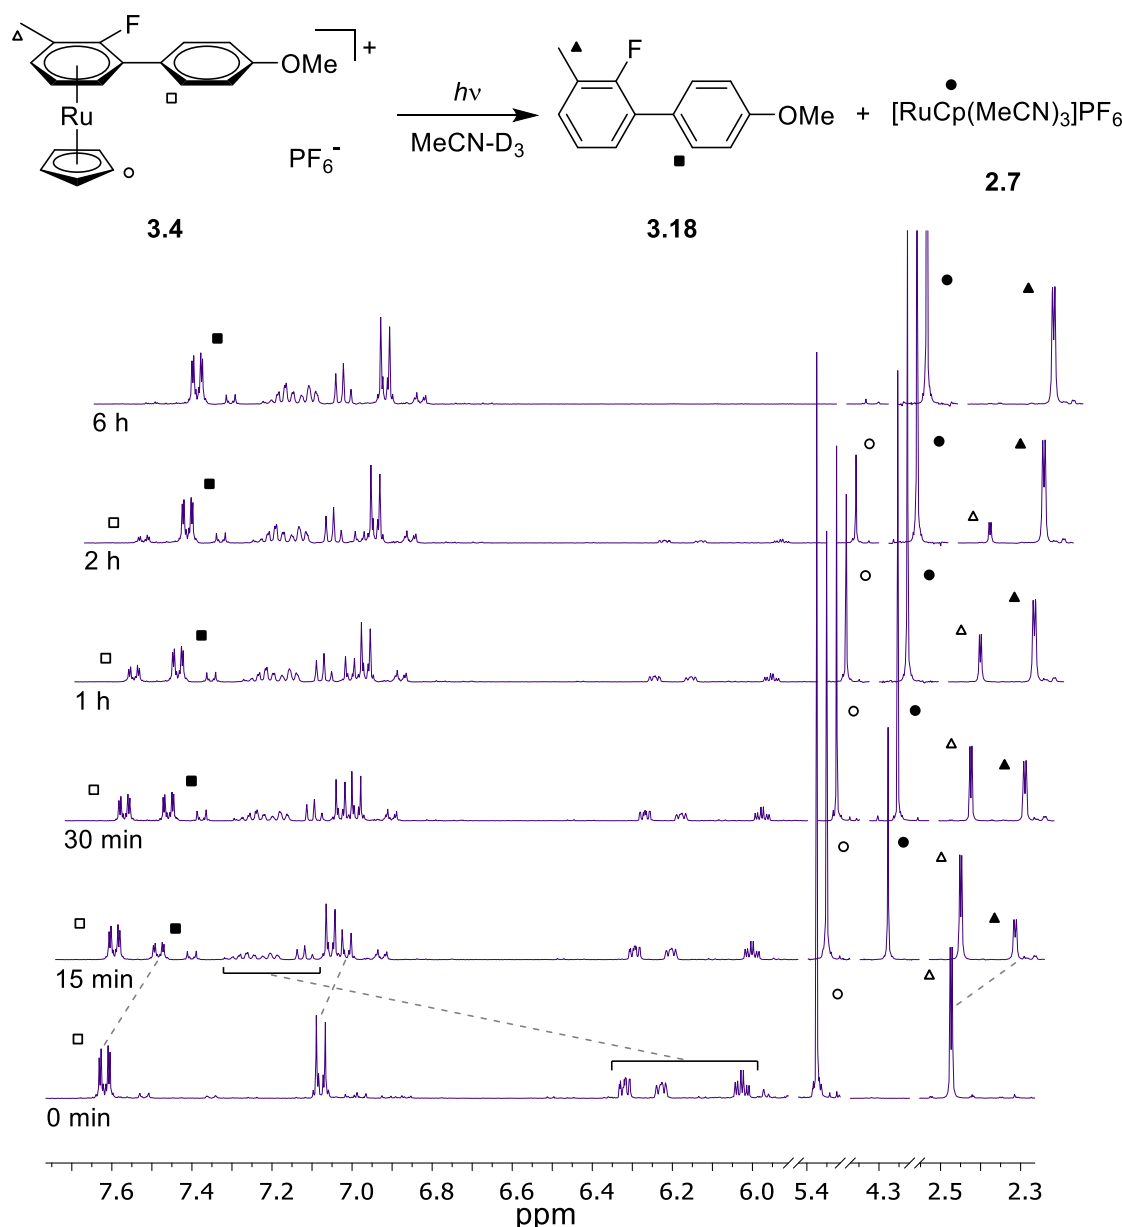 F
+
OMe
Ru
PF6-
3.4
hν
MeCN-D3
F
OMe
3.18
+
[RuCp(MeCN)3]PF6
2.7
6 h
2 h
1 h
30 min
15 min
0 min
7.6 7.4 7.2 7.0 6.8 6.6 6.4 6.2 6.0 5.4 4.3 2.5 2.3
ppm